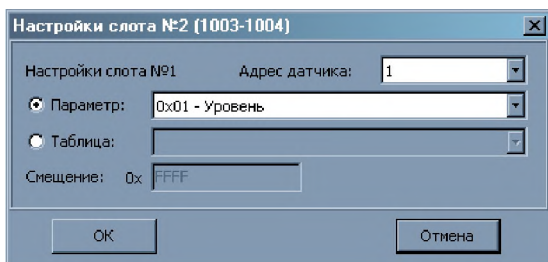 Настройки слота №2 (1003-1004)
Настройки слота №1 Адрес датчика: 1
Параметр: 0x01 - Уровень
Таблица:
Смещение: 0x FFFF
ОК Отмена